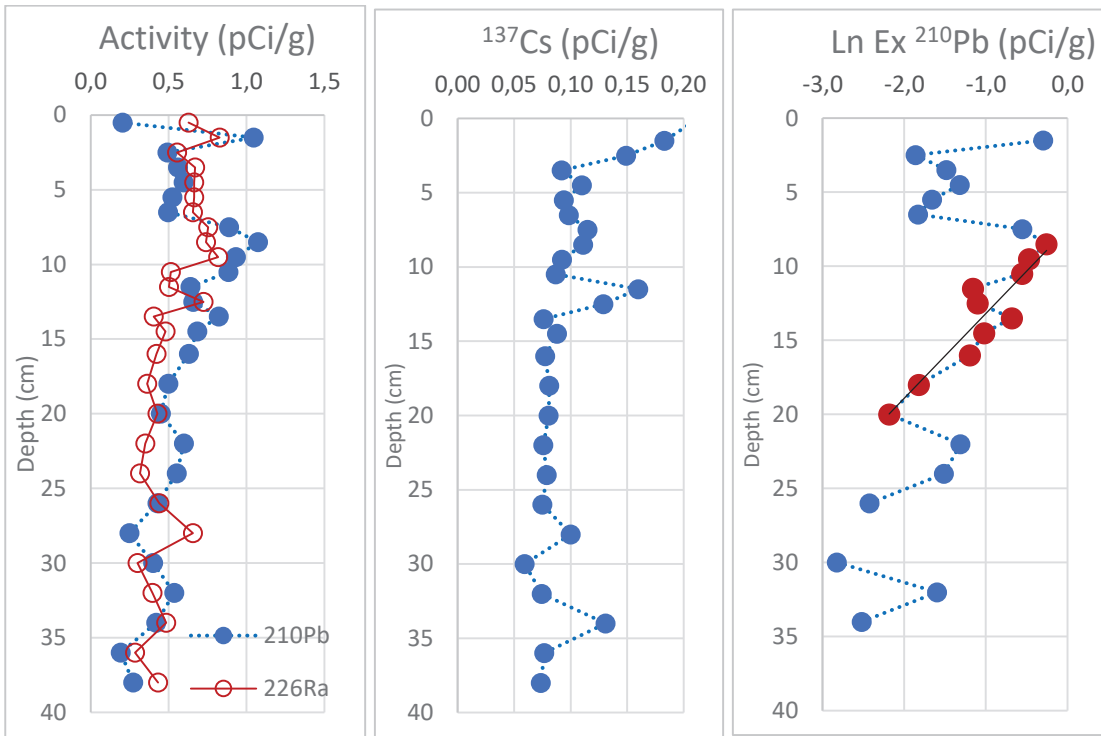 Activity (pCi/g)
0,0 0,5 1,0 1,5
0
5
10
15
20
25
30
35
40
Depth (cm)
210Pb
226Ra
¹³⁷Cs (pCi/g)
0,00 0,05 0,10 0,15 0,20
0
5
10
15
20
25
30
35
40
Depth (cm)
Ln Ex ²¹⁰Pb (pCi/g)
-3,0 -2,0 -1,0 0,0
0
5
10
15
20
25
30
35
40
Depth (cm)